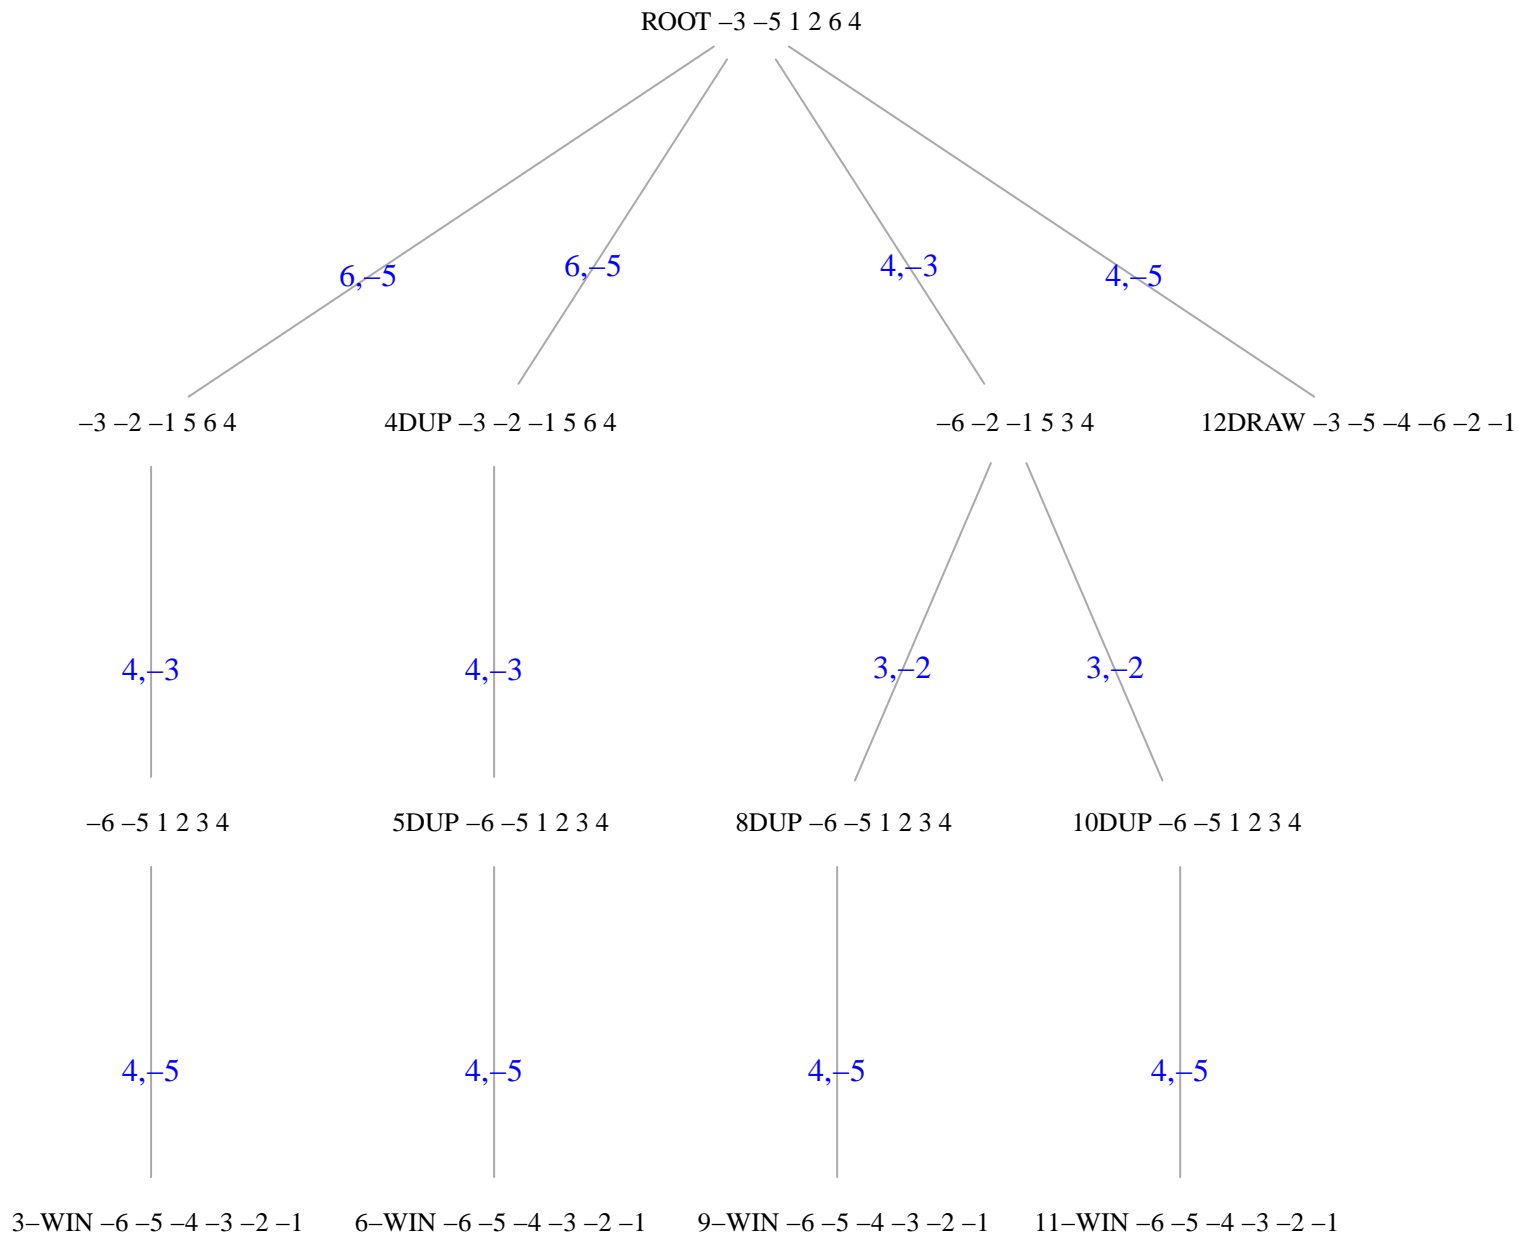 ROOT –3 –5 1 2 6 4
6,–5
6,–5
4,–3
4,–5
–3 –2 –1 5 6 4
4DUP –3 –2 –1 5 6 4
–6 –2 –1 5 3 4
12DRAW –3 –5 –4 –6 –2 –1
4,–3
4,–3
3,–2
3,–2
–6 –5 1 2 3 4
5DUP –6 –5 1 2 3 4
8DUP –6 –5 1 2 3 4
10DUP –6 –5 1 2 3 4
4,–5
4,–5
4,–5
4,–5
3–WIN –6 –5 –4 –3 –2 –1
6–WIN –6 –5 –4 –3 –2 –1
9–WIN –6 –5 –4 –3 –2 –1
11–WIN –6 –5 –4 –3 –2 –1